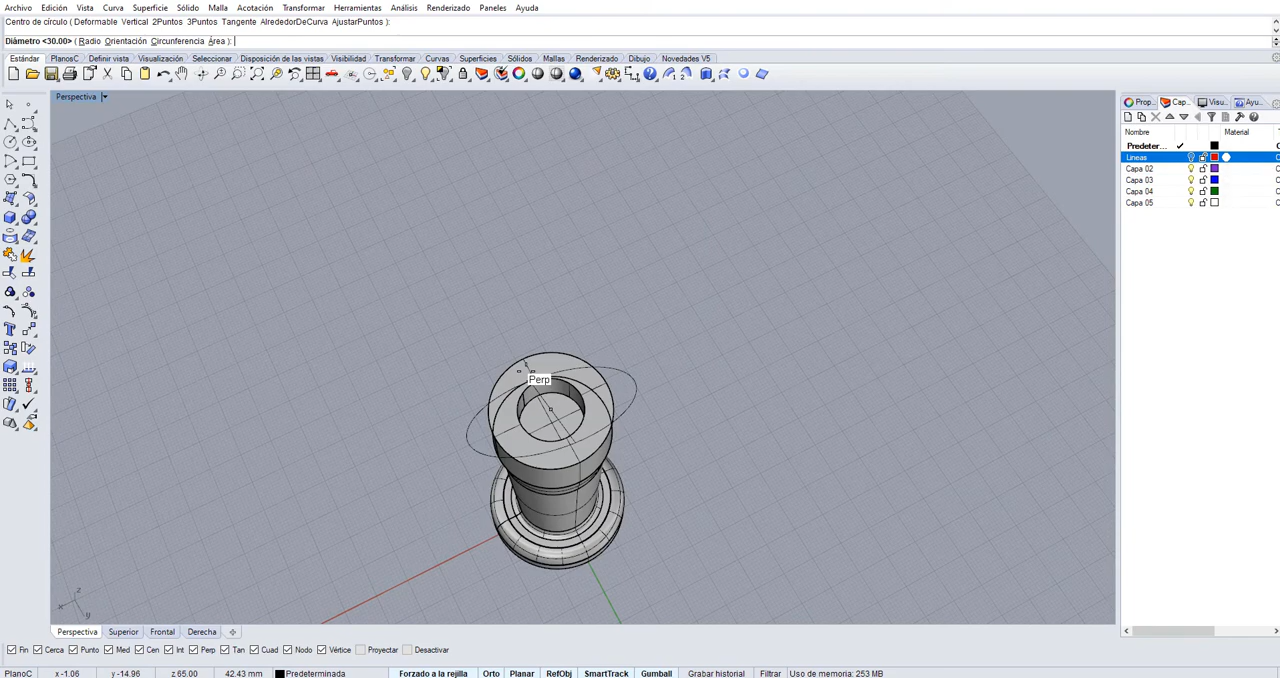 Archivo Edición Vista Curva Superficie Sólido Malla Acotación Transformar Herramientas Análisis Renderizado Paneles Ayuda
Centro de círculo ( Deformable Vertical 2Puntos 3Puntos Tangente AlrededorDeCurva AjustarPuntos ):
Diámetro <30.00> ( Radio Orientación Circunferencia Área ):
Estándar PlanosC Definir vista Visualización Seleccionar Disposición de las vistas Visibilidad Transformar Curvas Superficies Sólidos Mallas Renderizado Dibujo Novedades V5
Perspectiva
Prop... Cap... Visu... Ayu...
Nombre Material
Predeter...
Lineas
Capa 02
Capa 03
Capa 04
Capa 05
Perp
z
x
y
Perspectiva Superior Frontal Derecha
Fin Cerca Punto Med Cen Int Perp Tan Cuad Nodo Vértice Proyectar Desactivar
PlanoC x -1.06 y -14.96 z 65.00 42.43 mm Predeterminada Forzado a la rejilla Orto Planar RefObj SmartTrack Gumball Grabar historial Filtrar Uso de memoria: 253 MB